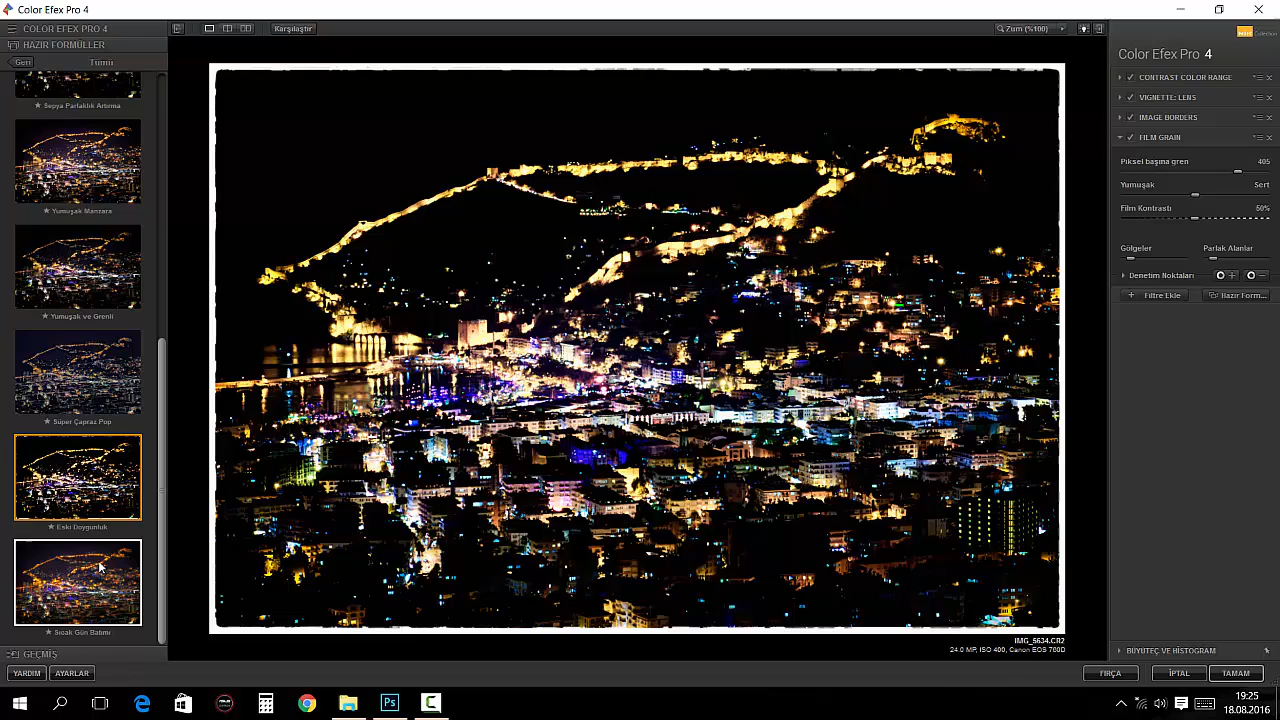 Color Efex Pro 4
COLOR EFEX PRO 4
HAZIR FORMÜLLER
Geri
Tümü
Sepya Parlaklık Artırma
Yumuşak Manzara
Yumuşak ve Grenli
Süper Çapraz Pop
Eski Doygunluk
Sıcak Gün Batımı
GEÇMİŞ
YARDIM
AYARLAR
Karşılaştır
Zum (%100)
IMG_5634.CR2
24.0 MP, ISO 400, Canon EOS 760D
Color Efex Pro 4
CONTRAST COLOR RANGE
VIGNETTE: LENS
IMAGE BORDERS
FILM GRAIN
Piksel başına gren 405
Yumuşak Sert
Film Kontrastı 50%
Gölgeler Parlak Alanlar
Denetim Noktaları
Filtre Ekle
Hazır Form...
BÜYÜTEÇ VE HİSTOGRAM
FIRÇA
İPTAL
TAMAM
Ps
19:25
18.08.2016